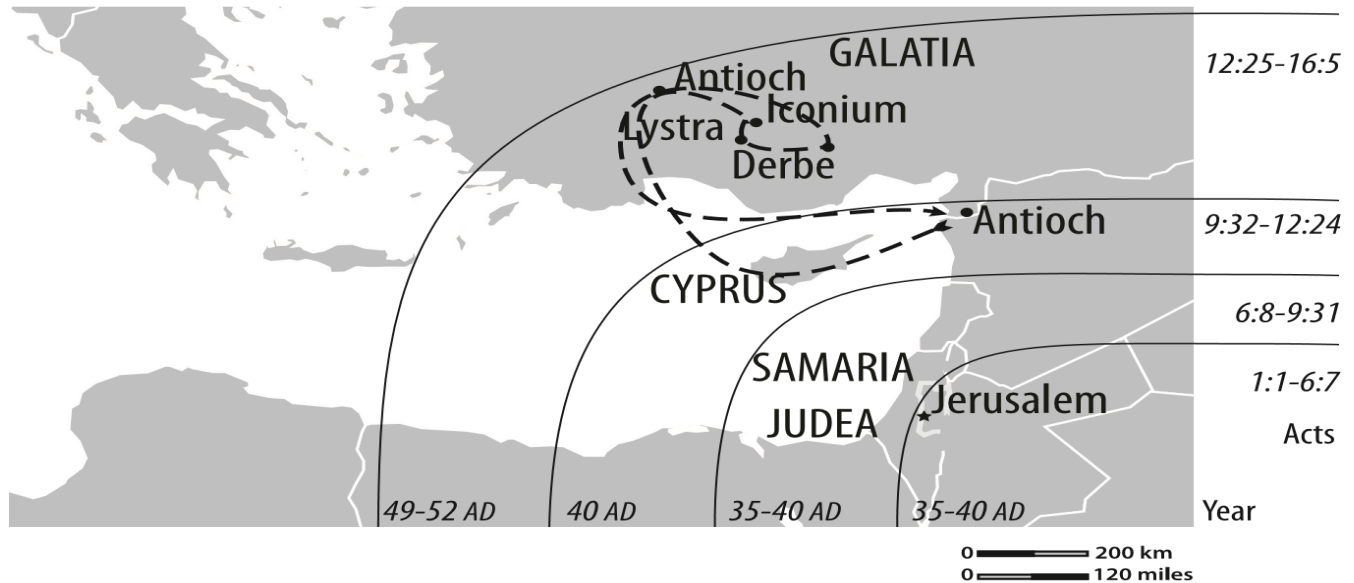 GALATIA
12:25-16:5
Antioch
Iconium
Lystra
Derbe
Antioch
9:32-12:24
CYPRUS
6:8-9:31
SAMARIA
1:1-6:7
Jerusalem
JUDEA
Acts
49-52 AD
40 AD
35-40 AD
35-40 AD
Year
0 200 km
0 120 miles